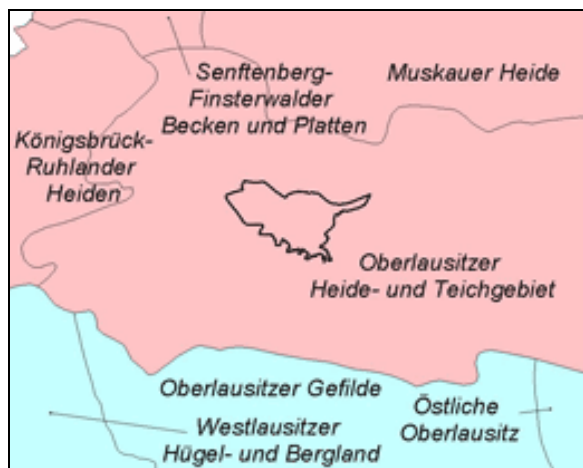 Senftenberg-
Finsterwalder
Becken und Platten
Muskauer Heide
Königsbrück-
Ruhlander
Heiden
Oberlausitzer
Heide- und Teichgebiet
Oberlausitzer Gefilde
Westlausitzer
Hügel- und Bergland
Östliche
Oberlausitz